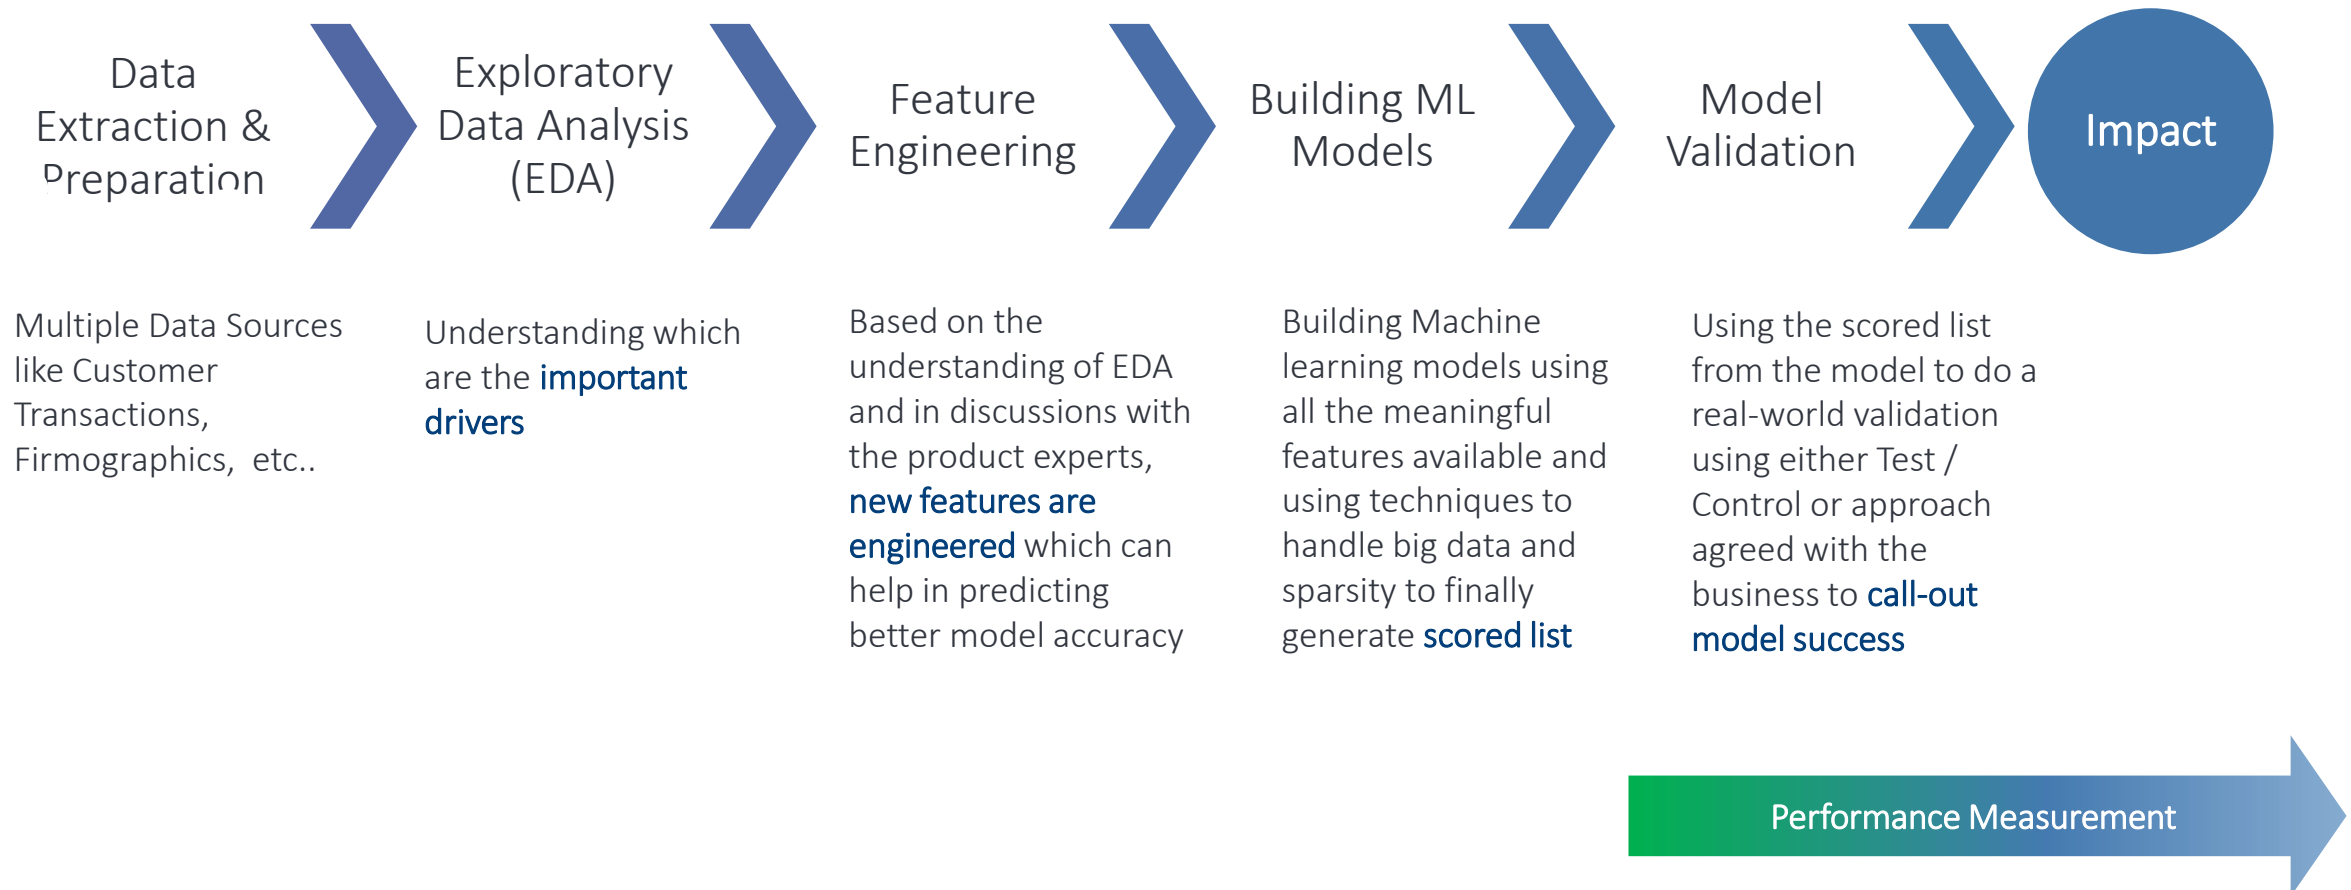 Data
Extraction &
Preparation
Exploratory
Data Analysis
(EDA)
Feature
Engineering
Building ML
Models
Model
Validation
Impact
Multiple Data Sources
like Customer
Transactions,
Firmographics,  etc..
Understanding which
are the important
drivers
Based on the
understanding of EDA
and in discussions with
the product experts,
new features are
engineered which can
help in predicting
better model accuracy
Building Machine
learning models using
all the meaningful
features available and
using techniques to
handle big data and
sparsity to finally
generate scored list
Using the scored list
from the model to do a
real-world validation
using either Test /
Control or approach
agreed with the
business to call-out
model success
Performance Measurement